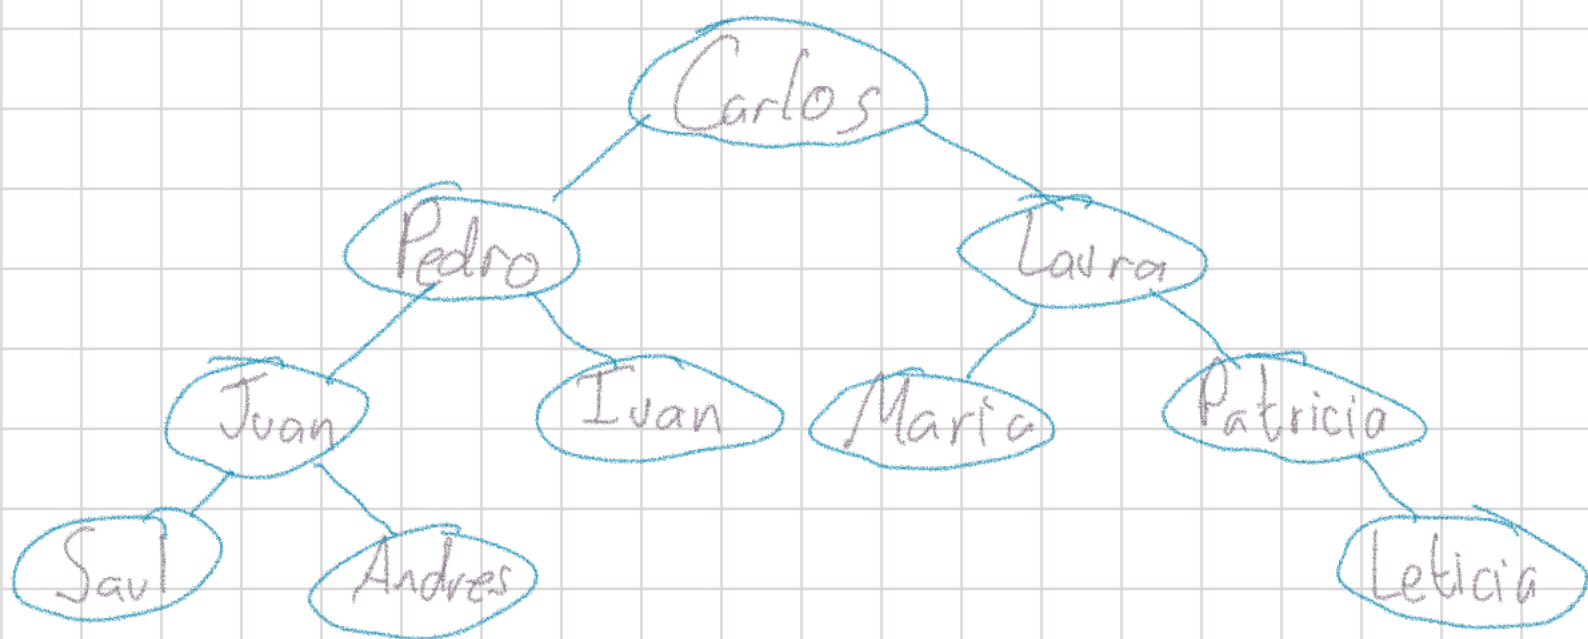 Carlos
Pedro
Laura
Juan
Ivan
Maria
Patricia
Saul
Andres
Leticia